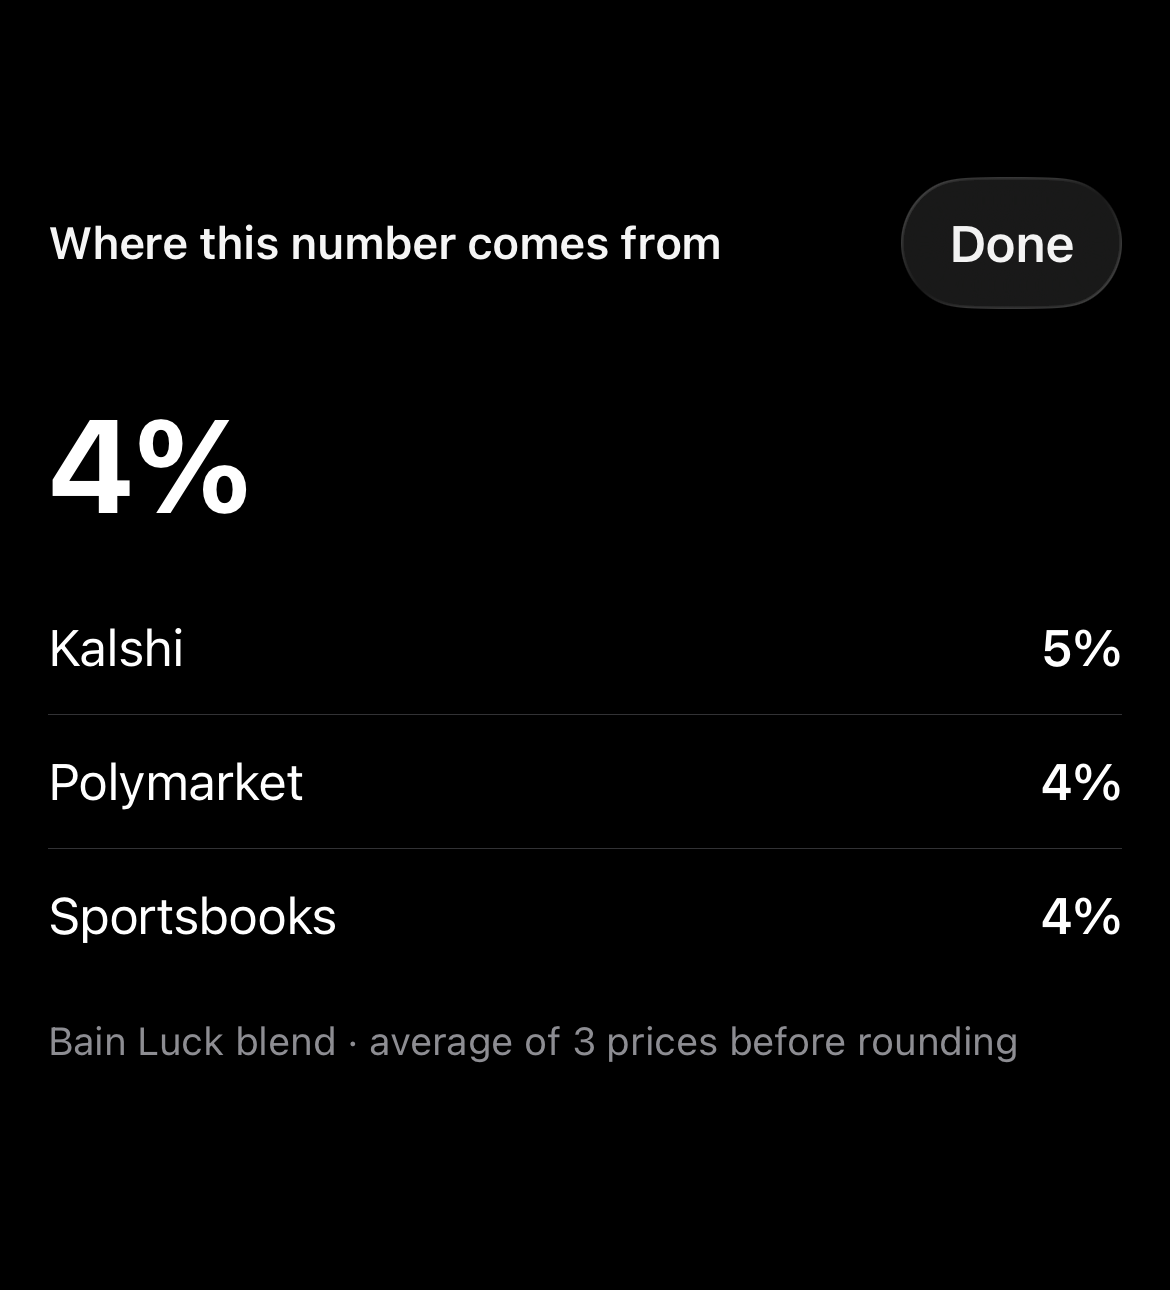 Where this number comes from
Done
4%
Kalshi 5%
Polymarket 4%
Sportsbooks 4%
Bain Luck blend · average of 3 prices before rounding